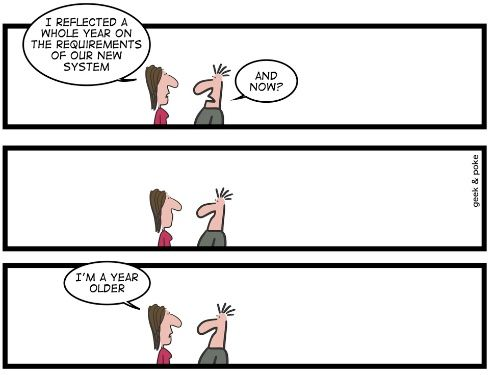 I REFLECTED A
WHOLE YEAR ON
THE REQUIREMENTS
OF OUR NEW
SYSTEM
AND
NOW?
geek & poke
I'M A YEAR
OLDER